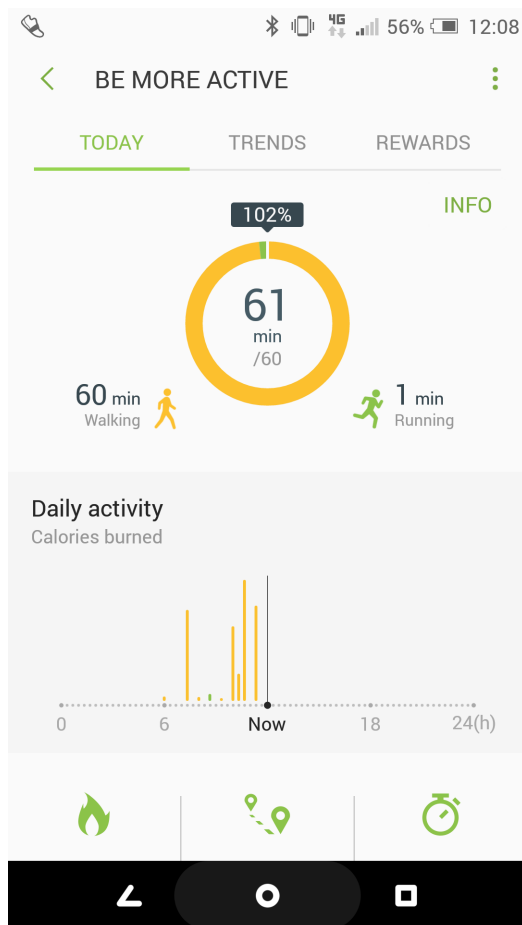 4G 56% 12:08
BE MORE ACTIVE
TODAY TRENDS REWARDS
INFO
102%
61
min
/60
60 min
Walking
1 min
Running
Daily activity
Calories burned
0 6 Now 18 24(h)